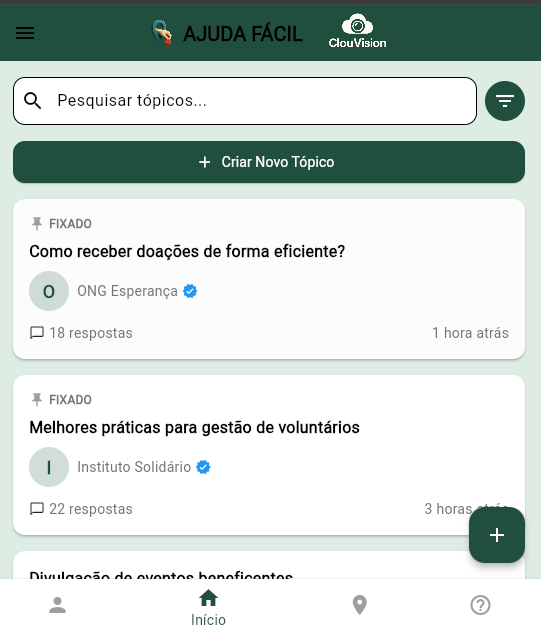 AJUDA FÁCIL
ClouVision
Pesquisar tópicos...
+ Criar Novo Tópico
FIXADO
Como receber doações de forma eficiente?
O
ONG Esperança
18 respostas
1 hora atrás
FIXADO
Melhores práticas para gestão de voluntários
I
Instituto Solidário
22 respostas
3 horas atrás
Divulgação de eventos beneficentes
Início